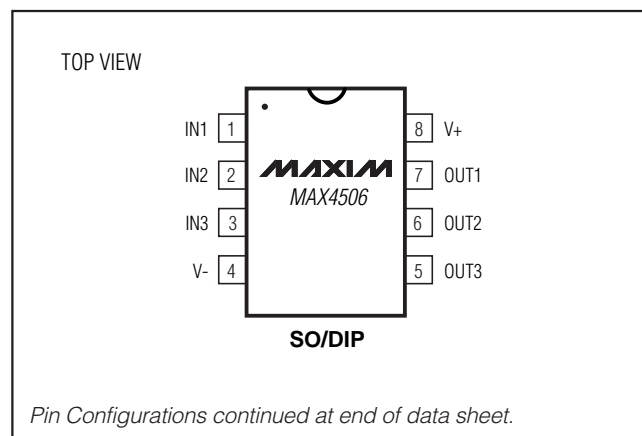 TOP VIEW
IN1 1 8 V+
IN2 2 MAXIM 7 OUT1
MAX4506
IN3 3 6 OUT2
V- 4 5 OUT3
SO/DIP
Pin Configurations continued at end of data sheet.